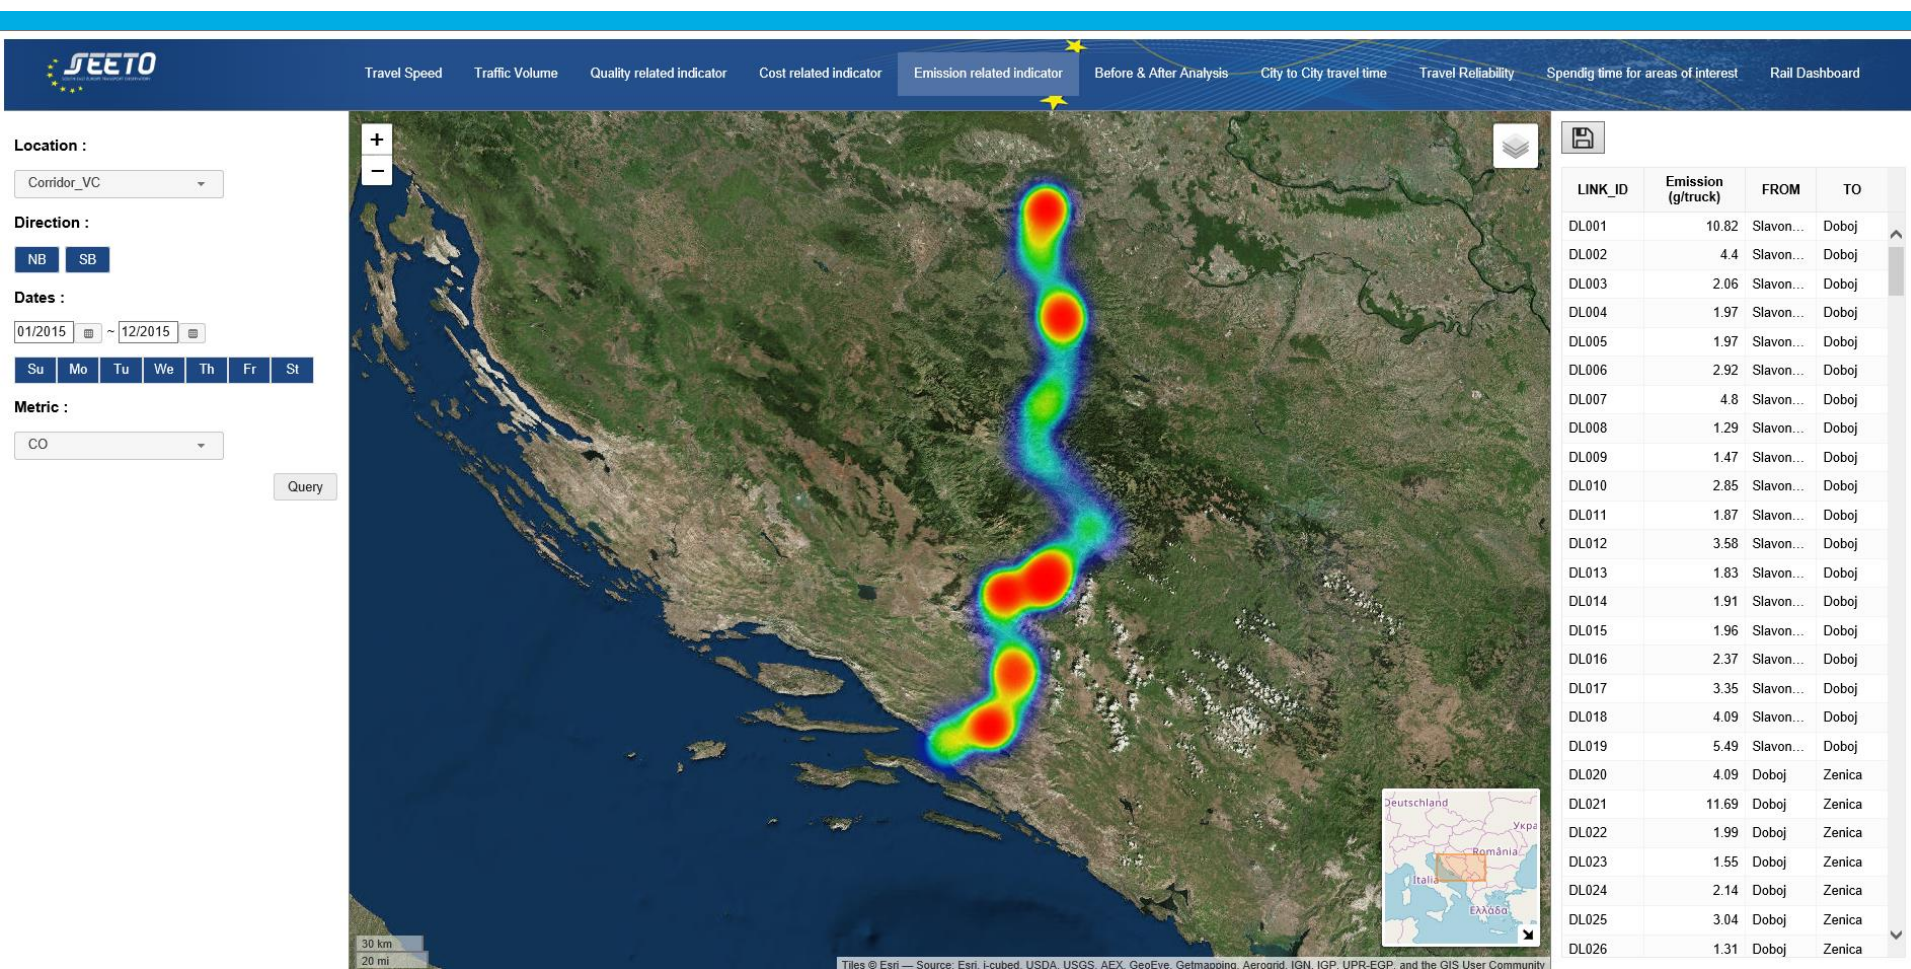 SEETO
Travel Speed Traffic Volume Quality related indicator Cost related indicator Emission related indicator Before & After Analysis City to City travel time Travel Reliability Spendig time for areas of interest Rail Dashboard
Location :
Corridor_VC
Direction :
NB SB
Dates :
01/2015 ~ 12/2015
Su Mo Tu We Th Fr St
Metric :
CO
Query
+
−
30 km
20 mi
Deutschland
Укра
România
Italia
Ελλάδα
Tiles © Esri — Source: Esri, i-cubed, USDA, USGS, AEX, GeoEye, Getmapping, Aerogrid, IGN, IGP, UPR-EGP, and the GIS User Community
LINK_ID Emission (g/truck) FROM TO
DL001 10.82 Slavon... Doboj
DL002 4.4 Slavon... Doboj
DL003 2.06 Slavon... Doboj
DL004 1.97 Slavon... Doboj
DL005 1.97 Slavon... Doboj
DL006 2.92 Slavon... Doboj
DL007 4.8 Slavon... Doboj
DL008 1.29 Slavon... Doboj
DL009 1.47 Slavon... Doboj
DL010 2.85 Slavon... Doboj
DL011 1.87 Slavon... Doboj
DL012 3.58 Slavon... Doboj
DL013 1.83 Slavon... Doboj
DL014 1.91 Slavon... Doboj
DL015 1.96 Slavon... Doboj
DL016 2.37 Slavon... Doboj
DL017 3.35 Slavon... Doboj
DL018 4.09 Slavon... Doboj
DL019 5.49 Slavon... Doboj
DL020 4.09 Doboj Zenica
DL021 11.69 Doboj Zenica
DL022 1.99 Doboj Zenica
DL023 1.55 Doboj Zenica
DL024 2.14 Doboj Zenica
DL025 3.04 Doboj Zenica
DL026 1.31 Doboj Zenica